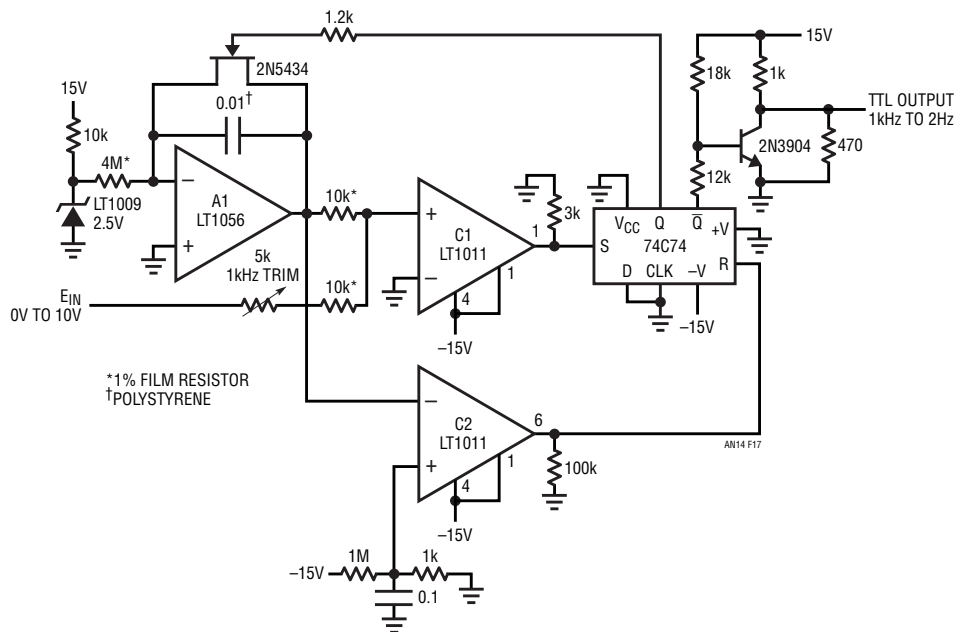 1.2k
15V
2N5434
18k
1k
15V
0.01†
TTL OUTPUT
1kHz TO 2Hz
10k
2N3904
470
4M*
12k
LT1009
2.5V
–
A1
LT1056
+
10k*
+
C1
LT1011
–
1
1
4
–15V
3k
VCC
Q
Q̅
+V
S
74C74
R
D
CLK
–V
–15V
5k
1kHz TRIM
10k*
EIN
0V TO 10V
*1% FILM RESISTOR
†POLYSTYRENE
–
C2
LT1011
+
6
1
4
–15V
100k
AN14 F17
–15V
1M
1k
0.1